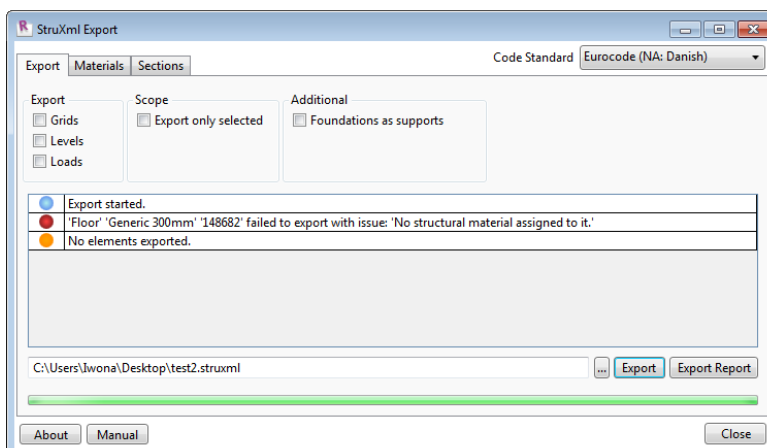 StruXml Export
Code Standard Eurocode (NA: Danish)
Export Materials Sections
Export Scope Additional
Grids Export only selected Foundations as supports
Levels
Loads
Export started.
'Floor' 'Generic 300mm' '148682' failed to export with issue: 'No structural material assigned to it.'
No elements exported.
C:\Users\Iwona\Desktop\test2.struxml ... Export Export Report
About Manual Close